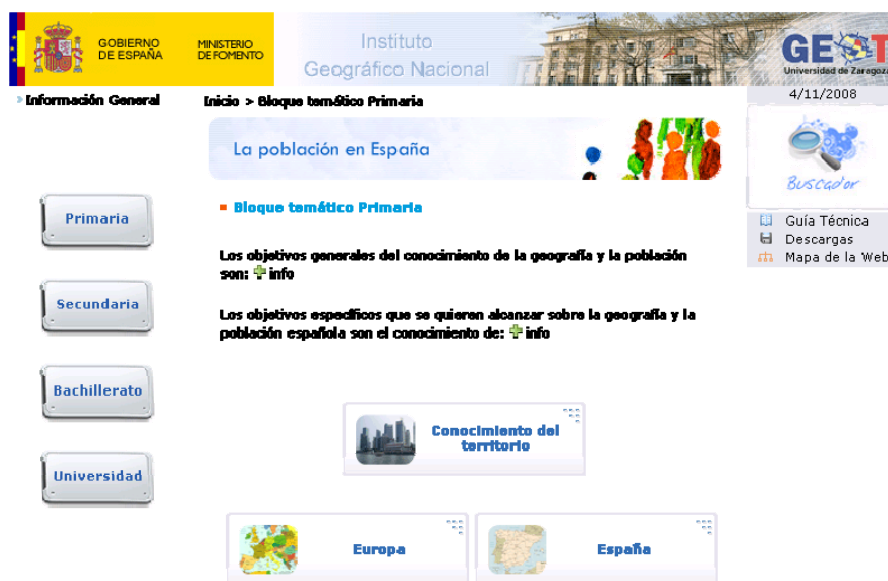 GOBIERNO
DE ESPAÑA
MINISTERIO
DE FOMENTO
Instituto
Geográfico Nacional
GEOT
Universidad de Zaragoza
Información General
Inicio > Bloque temático Primaria
4/11/2008
La población en España
Buscador
Guía Técnica
Descargas
Mapa de la Web
Primaria
Secundaria
Bachillerato
Universidad
Bloque temático Primaria
Los objetivos generales del conocimiento de la geografía y la población
son: info
Los objetivos específicos que se quieren alcanzar sobre la geografía y la
población española son el conocimiento de: info
Conocimiento del
territorio
Europa
España